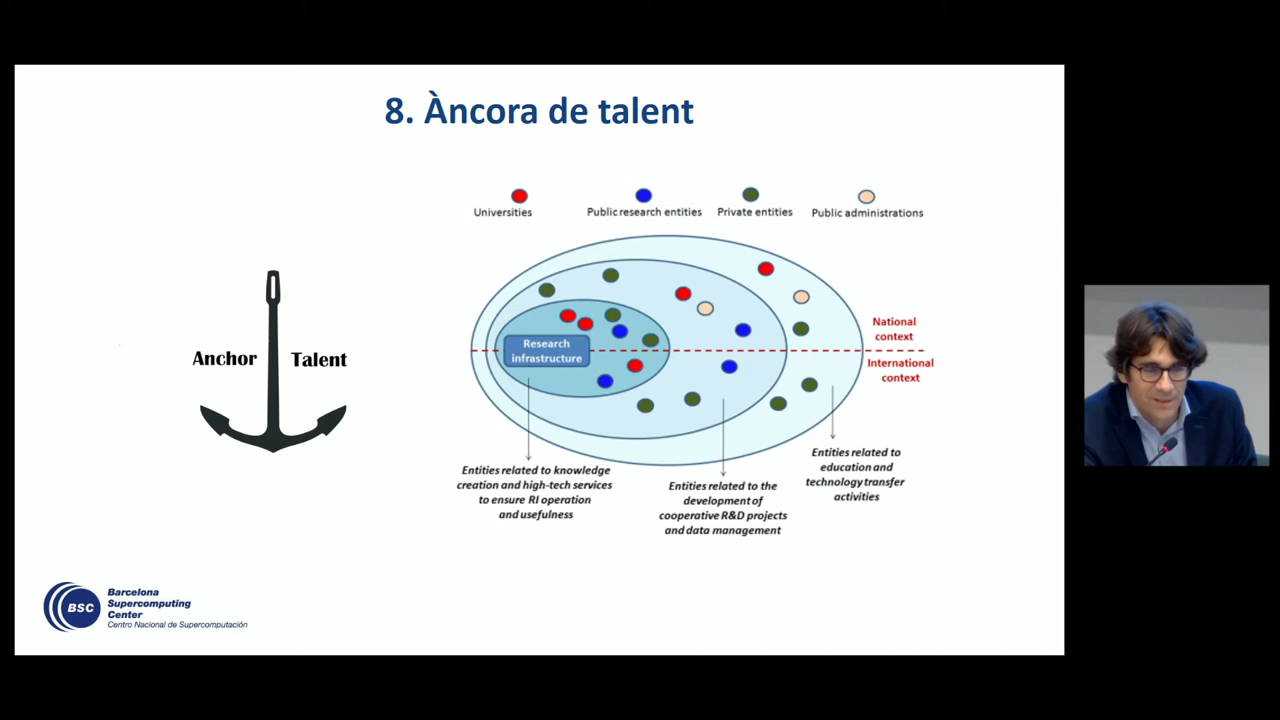 8. Àncora de talent
Universities
Public research entities
Private entities
Public administrations
Anchor Talent
Research
infrastructure
National
context
International
context
Entities related to knowledge
creation and high-tech services
to ensure RI operation
and usefulness
Entities related to the
development of
cooperative R&D projects
and data management
Entities related to
education and
technology transfer
activities
BSC
Barcelona
Supercomputing
Center
Centro Nacional de Supercomputación